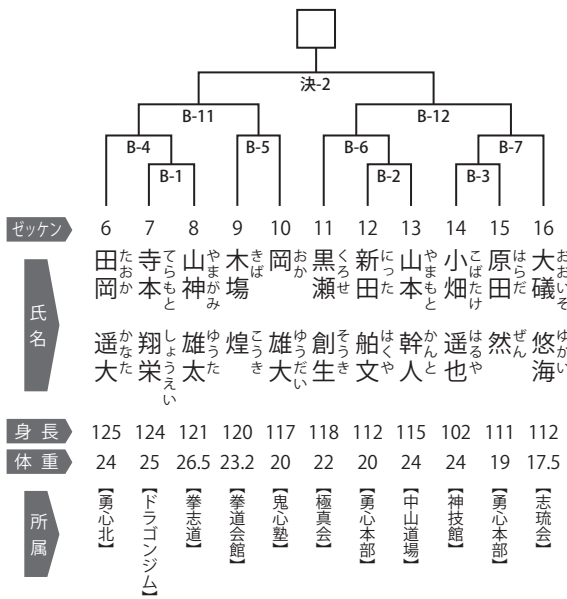 決-2
B-11 B-12
B-4 B-5 B-6 B-7
B-1 B-2 B-3
ゼッケン 6 7 8 9 10 11 12 13 14 15 16
氏名
田岡 遥大 たおか かなた
寺本 翔栄 てらもと しょうえい
山神 雄太 やまがみ ゆうた
木場 煌 きば こうき
岡 雄大 おか ゆうだい
黒瀬 創生 くろせ そうき
新田 舶文 にった はくや
山本 幹人 やまもと かんと
小畑 遥也 こばたけ はるや
原田 然 はらだ ぜん
大磯 悠海 おおいそ ゆがい
身長 125 124 121 120 117 118 112 115 102 111 112
体重 24 25 26.5 23.2 20 22 20 24 24 19 17.5
所属
【勇心北】
【ドラゴンジム】
【拳志道】
【拳道会館】
【鬼心塾】
【極真会】
【勇心本部】
【中山道場】
【神技館】
【勇心本部】
【志琉会】